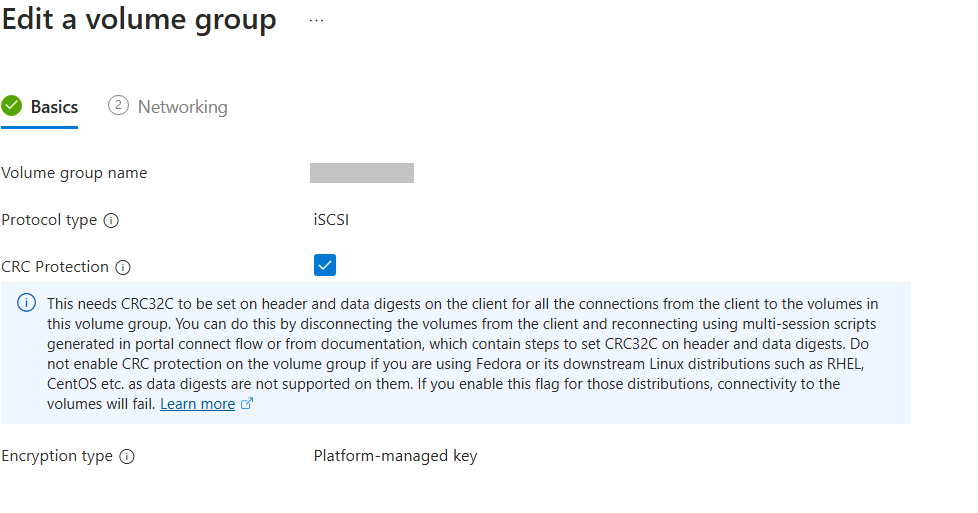 Edit a volume group ...
Basics
2 Networking
Volume group name
Protocol type iSCSI
CRC Protection
This needs CRC32C to be set on header and data digests on the client for all the connections from the client to the volumes in
this volume group. You can do this by disconnecting the volumes from the client and reconnecting using multi-session scripts
generated in portal connect flow or from documentation, which contain steps to set CRC32C on header and data digests. Do
not enable CRC protection on the volume group if you are using Fedora or its downstream Linux distributions such as RHEL,
CentOS etc. as data digests are not supported on them. If you enable this flag for those distributions, connectivity to the
volumes will fail. Learn more
Encryption type Platform-managed key